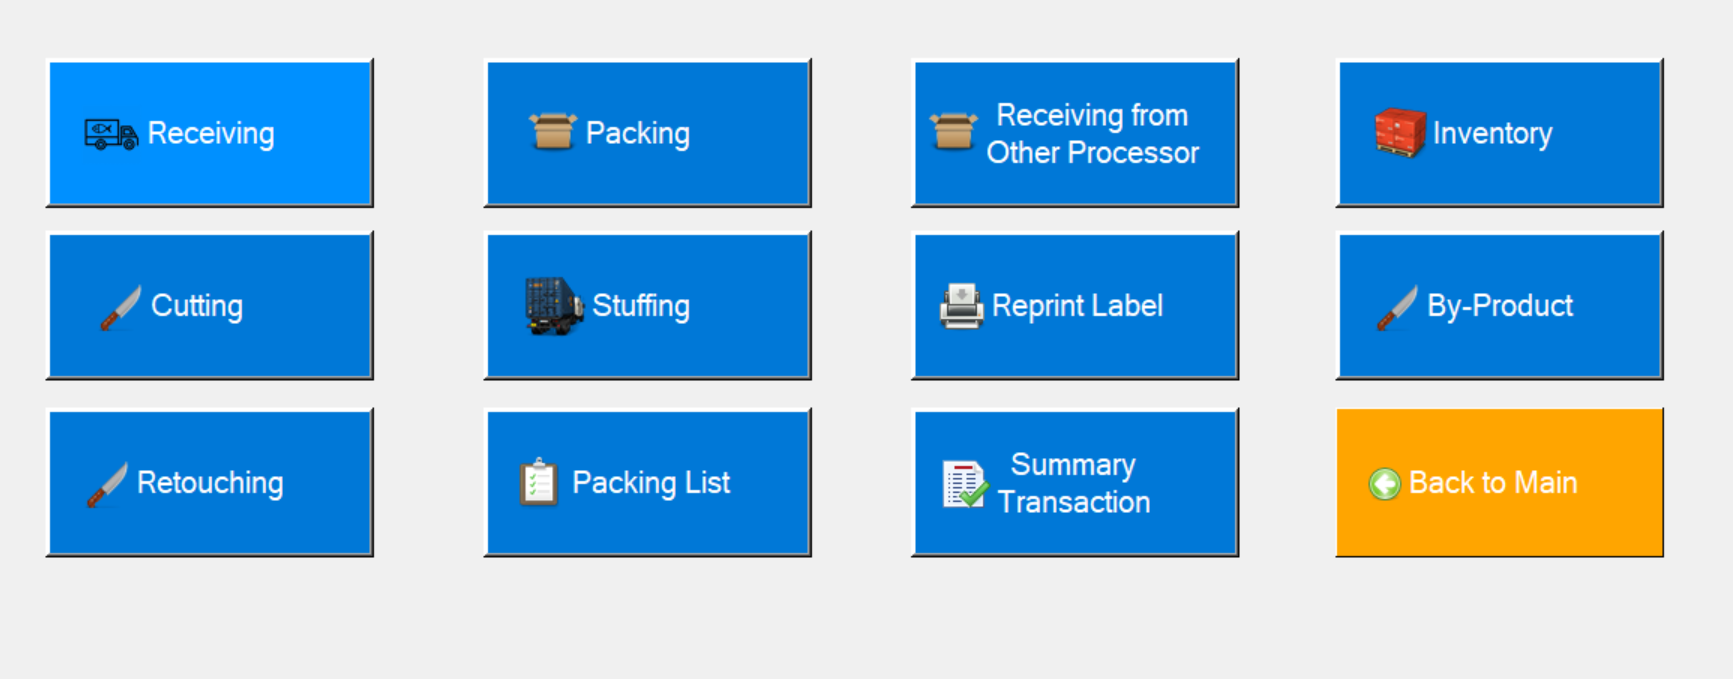 Receiving
Packing
Receiving from
Other Processor
Inventory
Cutting
Stuffing
Reprint Label
By-Product
Retouching
Packing List
Summary
Transaction
Back to Main